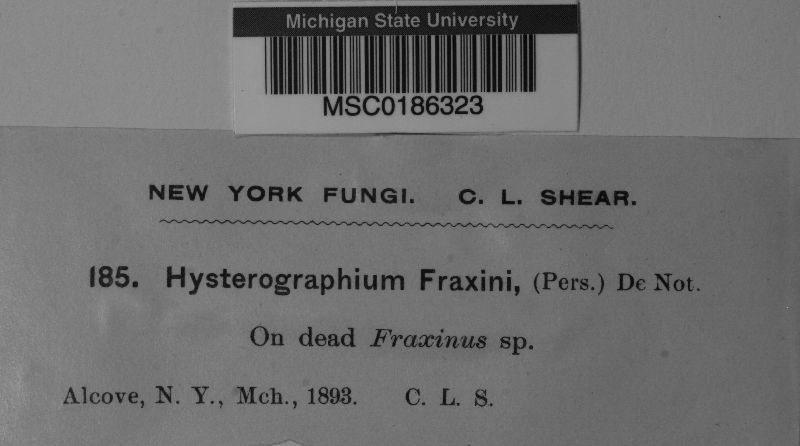 Michigan State University
MSC0186323
NEW YORK FUNGI. C. L. SHEAR.
185. Hysterographium Fraxini, (Pers.) De Not.
On dead Fraxinus sp.
Alcove, N. Y., Mch., 1893. C. L. S.